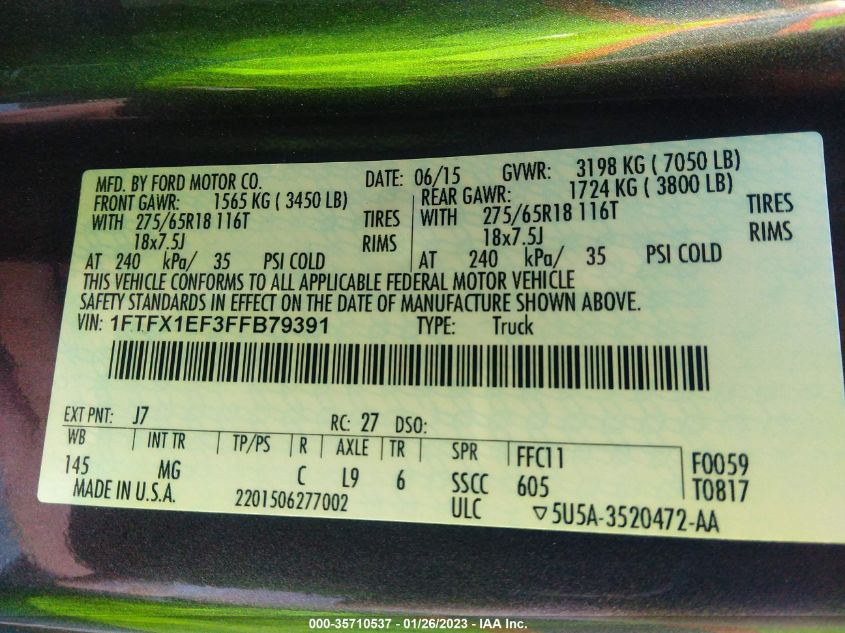 MFD. BY FORD MOTOR CO. DATE: 06/15 GVWR: 3198 KG ( 7050 LB)
FRONT GAWR: 1565 KG ( 3450 LB) REAR GAWR: 1724 KG ( 3800 LB)
WITH 275/65R18 116T TIRES WITH 275/65R18 116T TIRES
18x7.5J RIMS 18x7.5J RIMS
AT 240 kPa/ 35 PSI COLD AT 240 kPa/ 35 PSI COLD
THIS VEHICLE CONFORMS TO ALL APPLICABLE FEDERAL MOTOR VEHICLE
SAFETY STANDARDS IN EFFECT ON THE DATE OF MANUFACTURE SHOWN ABOVE.
VIN: 1FTFX1EF3FFB79391 TYPE: Truck
EXT PNT: J7 RC: 27 DSO:
WB INT TR TP/PS R AXLE TR SPR FFC11 F0059
145 MG C L9 6 SSCC 605 T0817
MADE IN U.S.A. 2201506277002 ULC ▽5U5A-3520472-AA
000-35710537 - 01/26/2023 - IAA Inc.